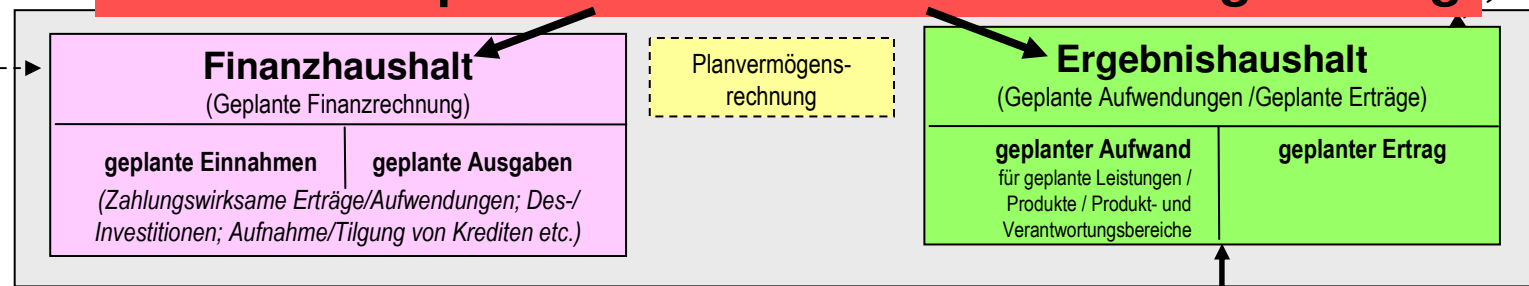 Finanzhaushalt
(Geplante Finanzrechnung)
geplante Einnahmen
geplante Ausgaben
(Zahlungswirksame Erträge/Aufwendungen; Des-/
Investitionen; Aufnahme/Tilgung von Krediten etc.)
Planvermögens-
rechnung
Ergebnishaushalt
(Geplante Aufwendungen /Geplante Erträge)
geplanter Aufwand
für geplante Leistungen /
Produkte / Produkt- und
Verantwortungsbereiche
geplanter Ertrag